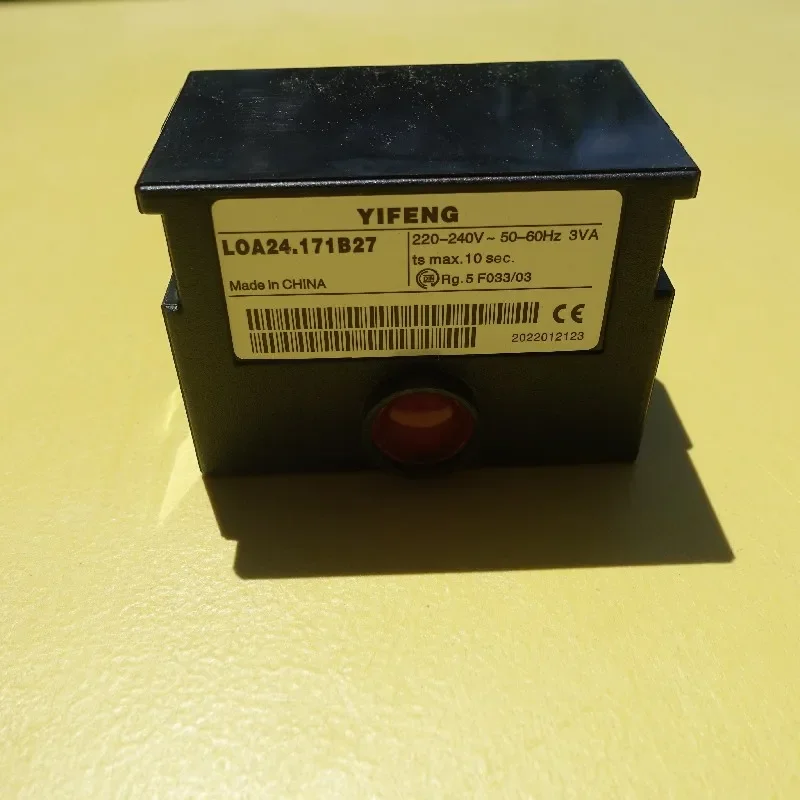 YIFENG
LOA24.171B27
220-240V~ 50-60Hz 3VA
ts max.10 sec.
Rg.5 F033/03
Made in CHINA
CE
2022012123